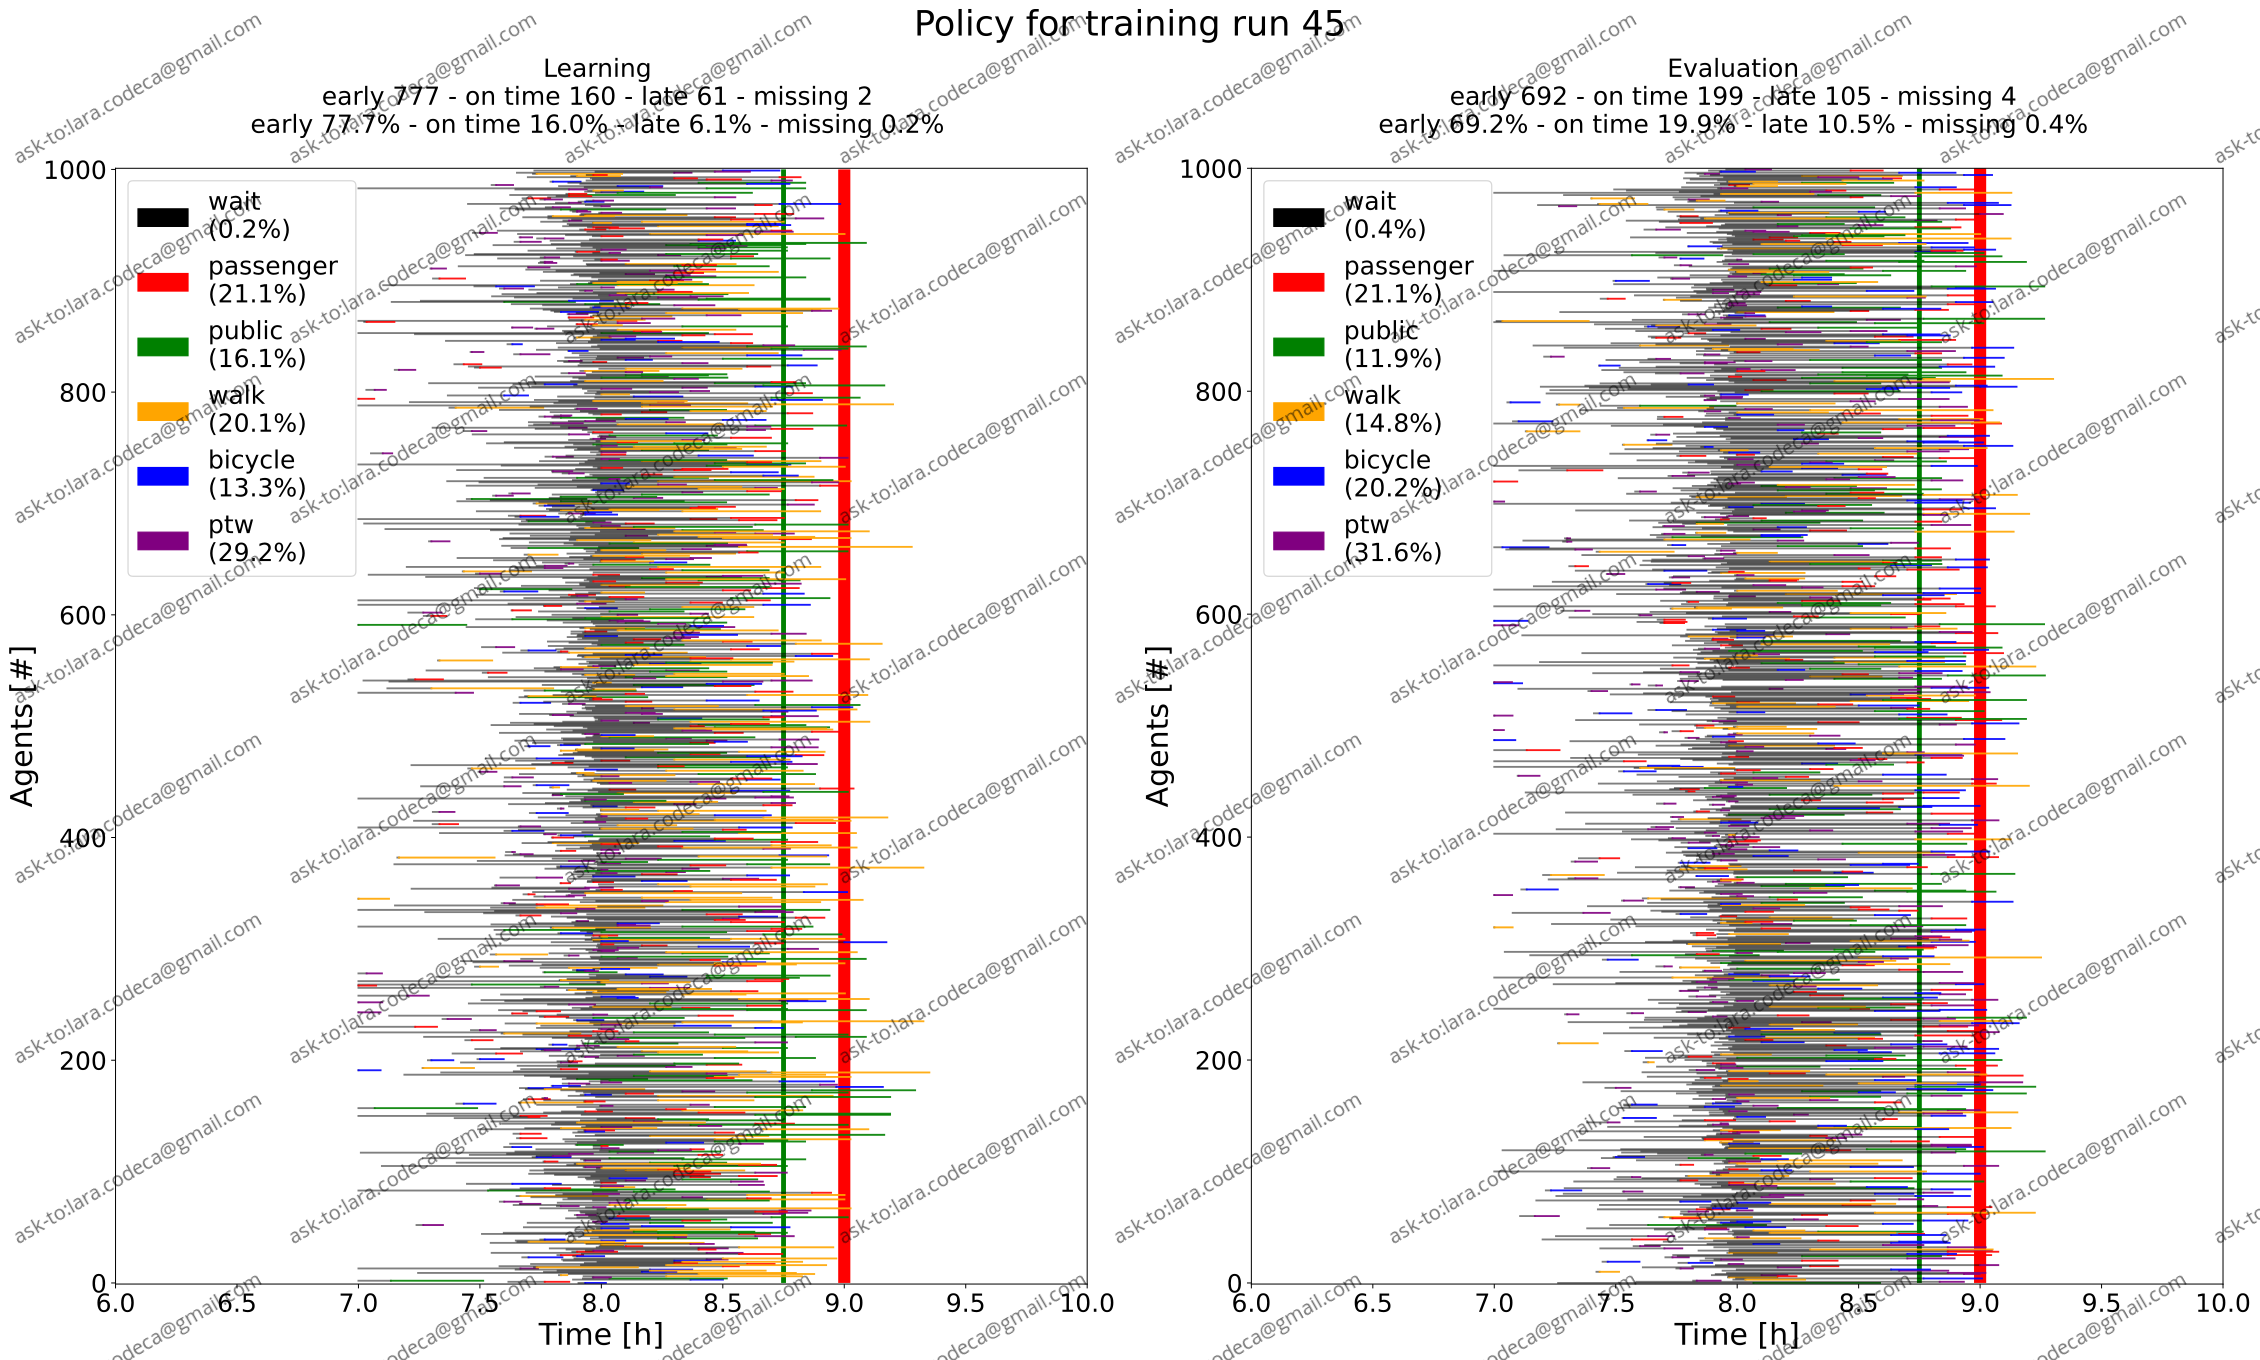 Policy for training run 45
Learning
early 777 - on time 160 - late 61 - missing 2
early 77.7% - on time 16.0% - late 6.1% - missing 0.2%
1000
800
600
400
200
0
Agents [#]
wait
(0.2%)
passenger
(21.1%)
public
(16.1%)
walk
(20.1%)
bicycle
(13.3%)
ptw
(29.2%)
6.0 6.5 7.0 7.5 8.0 8.5 9.0 9.5 10.0
Time [h]
Evaluation
early 692 - on time 199 - late 105 - missing 4
early 69.2% - on time 19.9% - late 10.5% - missing 0.4%
1000
800
600
400
200
0
Agents [#]
wait
(0.4%)
passenger
(21.1%)
public
(11.9%)
walk
(14.8%)
bicycle
(20.2%)
ptw
(31.6%)
6.0 6.5 7.0 7.5 8.0 8.5 9.0 9.5 10.0
Time [h]
ask-to:lara.codeca@gmail.com